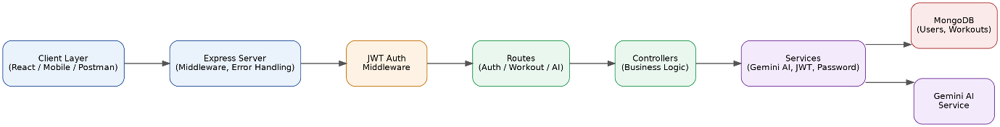 Client Layer
(React / Mobile / Postman)
Express Server
(Middleware, Error Handling)
JWT Auth
Middleware
Routes
(Auth / Workout / AI)
Controllers
(Business Logic)
Services
(Gemini AI, JWT, Password)
MongoDB
(Users, Workouts)
Gemini AI
Service